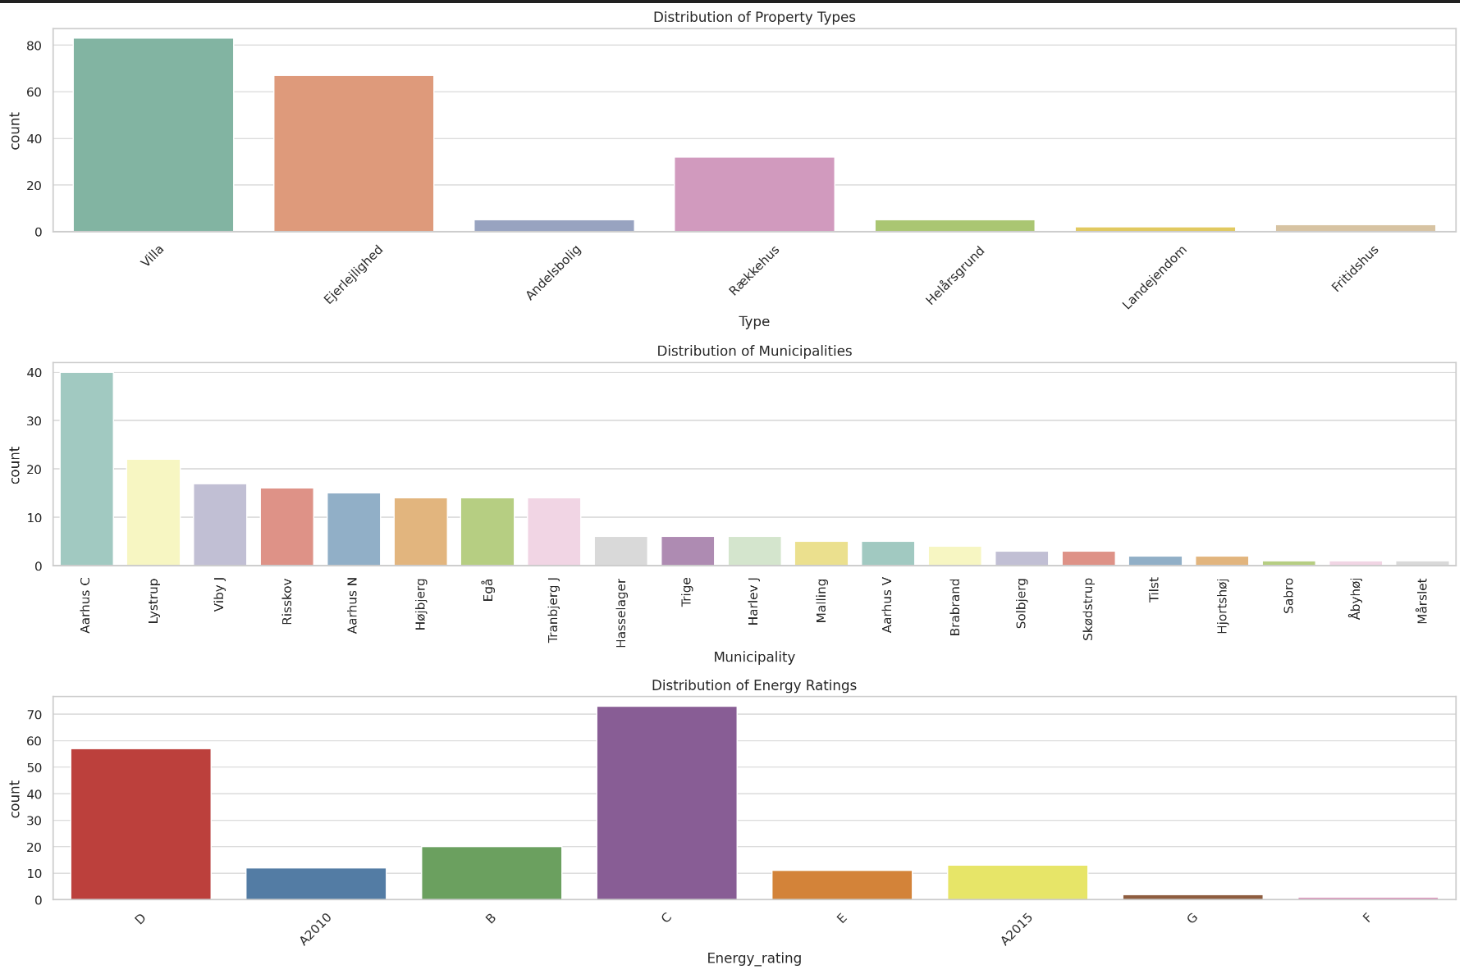 Distribution of Property Types
80
60
40
20
0
count
Villa
Ejerlejlighed
Andelsbolig
Rækkehus
Helårsgrund
Landejendom
Fritidshus
Type
Distribution of Municipalities
40
30
20
10
0
count
Aarhus C
Lystrup
Viby J
Risskov
Aarhus N
Højbjerg
Egå
Tranbjerg J
Hasselager
Trige
Harlev J
Malling
Aarhus V
Brabrand
Solbjerg
Skødstrup
Tilst
Hjortshøj
Sabro
Åbyhøj
Mårslet
Municipality
Distribution of Energy Ratings
70
60
50
40
30
20
10
0
count
D
A2010
B
C
E
A2015
G
F
Energy_rating